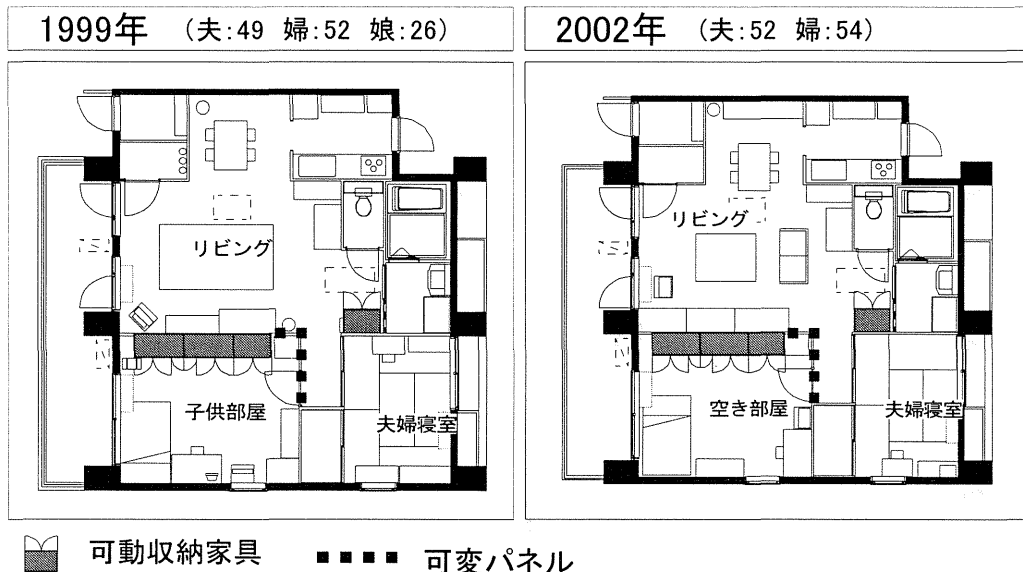 1999年 (夫:49 婦:52 娘:26)
2002年 (夫:52 婦:54)
リビング
子供部屋
夫婦寝室
リビング
空き部屋
夫婦寝室
可動収納家具
可変パネル